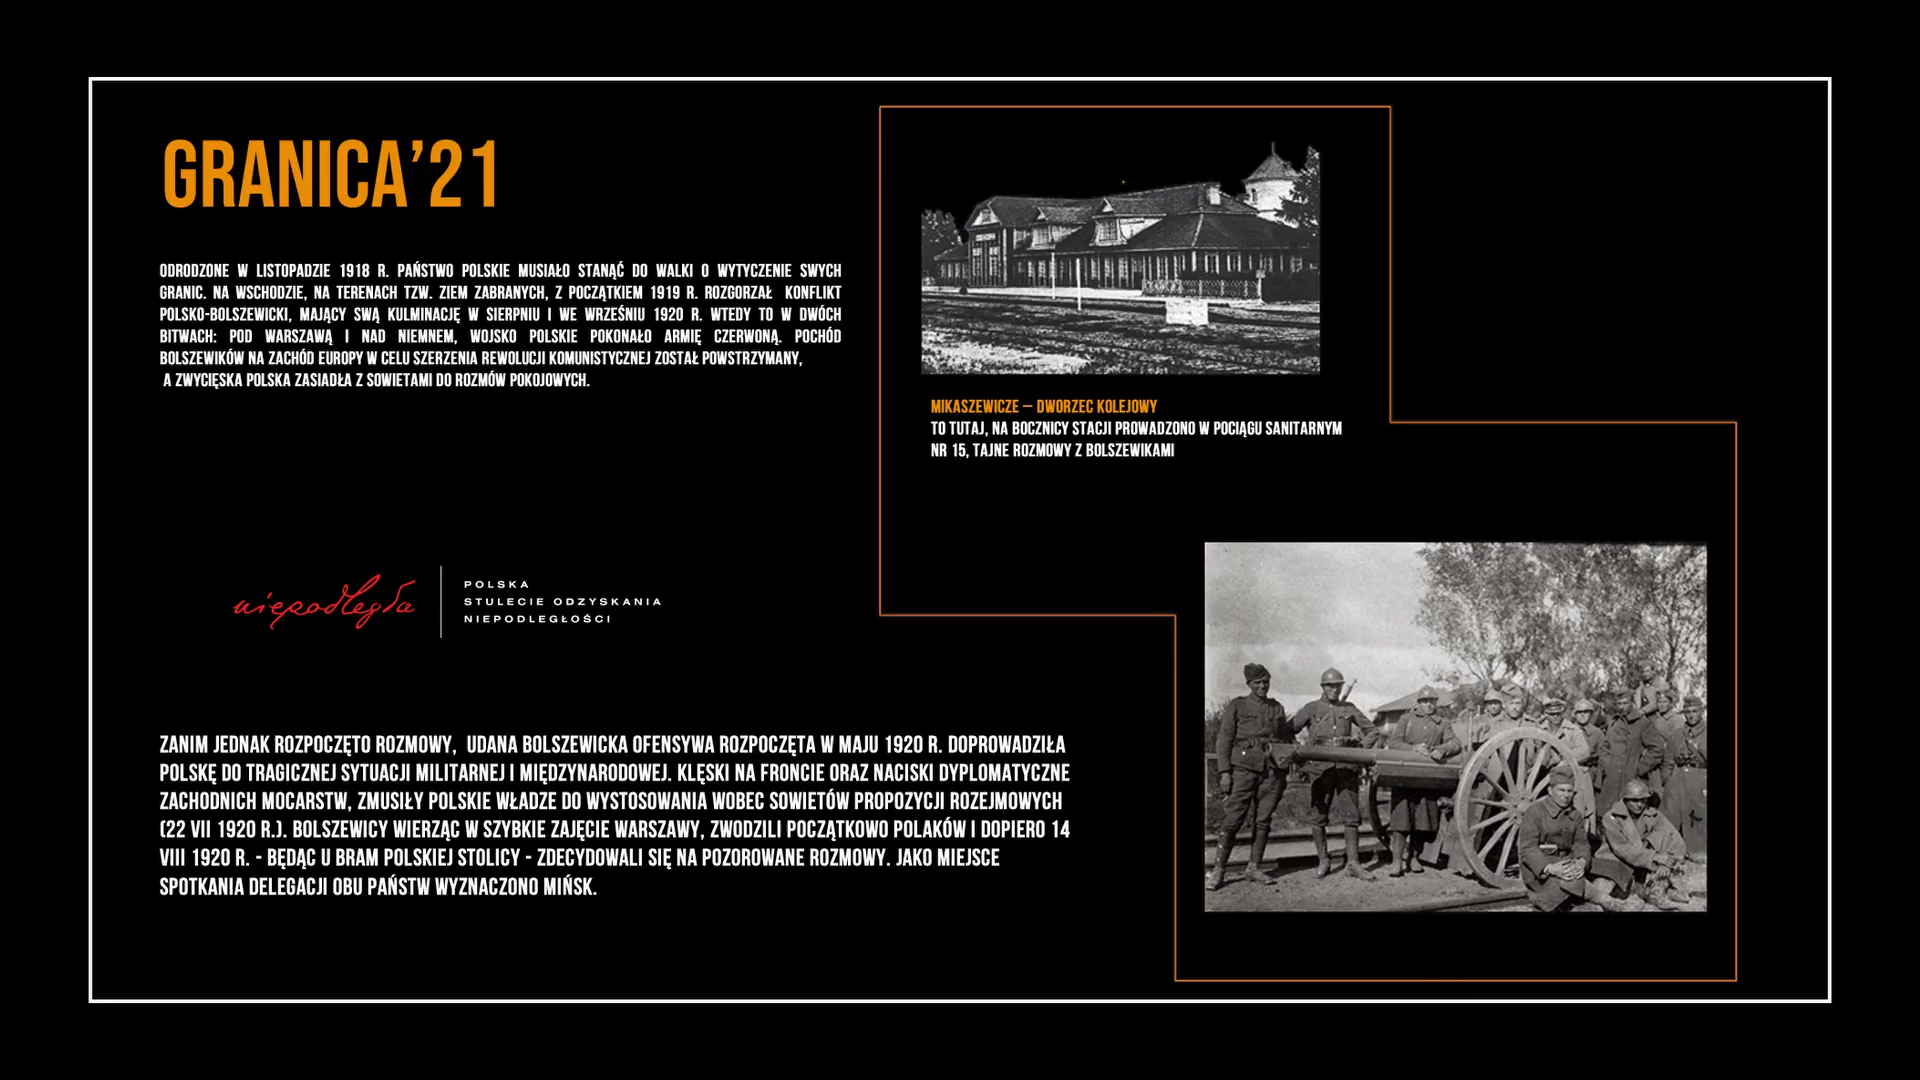 GRANICA’21
ODRODZONE W LISTOPADZIE 1918 R. PAŃSTWO POLSKIE MUSIAŁO STANĄĆ DO WALKI O WYTYCZENIE SWYCH
GRANIC. NA WSCHODZIE, NA TERENACH TZW. ZIEM ZABRANYCH, Z POCZĄTKIEM 1919 R. ROZGORZAŁ KONFLIKT
POLSKO-BOLSZEWICKI, MAJĄCY SWĄ KULMINACJĘ W SIERPNIU I WE WRZEŚNIU 1920 R. WTEDY TO W DWÓCH
BITWACH: POD WARSZAWĄ I NAD NIEMNEM, WOJSKO POLSKIE POKONAŁO ARMIĘ CZERWONĄ. POCHÓD
BOLSZEWIKÓW NA ZACHÓD EUROPY W CELU SZERZENIA REWOLUCJI KOMUNISTYCZNEJ ZOSTAŁ POWSTRZYMANY,
A ZWYCIĘSKA POLSKA ZASIADŁA Z SOWIETAMI DO ROZMÓW POKOJOWYCH.
MIKASZEWICZE – DWORZEC KOLEJOWY
TO TUTAJ, NA BOCZNICY STACJI PROWADZONO W POCIĄGU SANITARNYM
NR 15, TAJNE ROZMOWY Z BOLSZEWIKAMI
niepodległa
POLSKA
STULECIE ODZYSKANIA
NIEPODLEGŁOŚCI
ZANIM JEDNAK ROZPOCZĘTO ROZMOWY, UDANA BOLSZEWICKA OFENSYWA ROZPOCZĘTA W MAJU 1920 R. DOPROWADZIŁA
POLSKĘ DO TRAGICZNEJ SYTUACJI MILITARNEJ I MIĘDZYNARODOWEJ. KLĘSKI NA FRONCIE ORAZ NACISKI DYPLOMATYCZNE
ZACHODNICH MOCARSTW, ZMUSIŁY POLSKIE WŁADZE DO WYSTOSOWANIA WOBEC SOWIETÓW PROPOZYCJI ROZEJMOWYCH
(22 VII 1920 R.). BOLSZEWICY WIERZĄC W SZYBKIE ZAJĘCIE WARSZAWY, ZWODZILI POCZĄTKOWO POLAKÓW I DOPIERO 14
VIII 1920 R. - BĘDĄC U BRAM POLSKIEJ STOLICY - ZDECYDOWALI SIĘ NA POZOROWANE ROZMOWY. JAKO MIEJSCE
SPOTKANIA DELEGACJI OBU PAŃSTW WYZNACZONO MIŃSK.